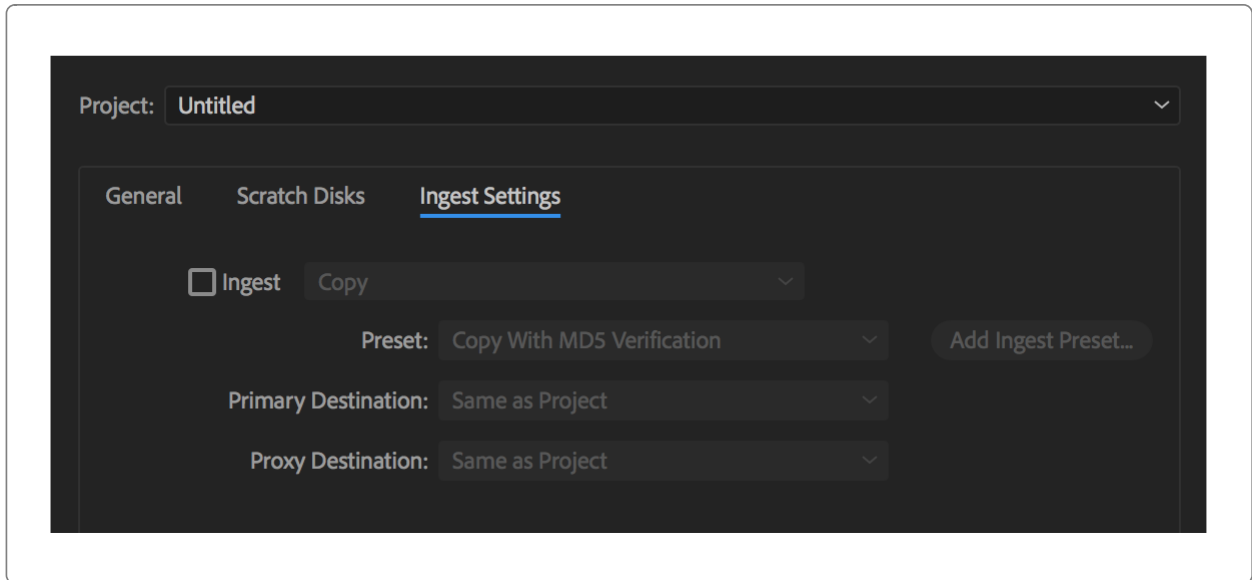 Project: Untitled
General Scratch Disks Ingest Settings
Ingest Copy
Preset: Copy With MD5 Verification Add Ingest Preset...
Primary Destination: Same as Project
Proxy Destination: Same as Project